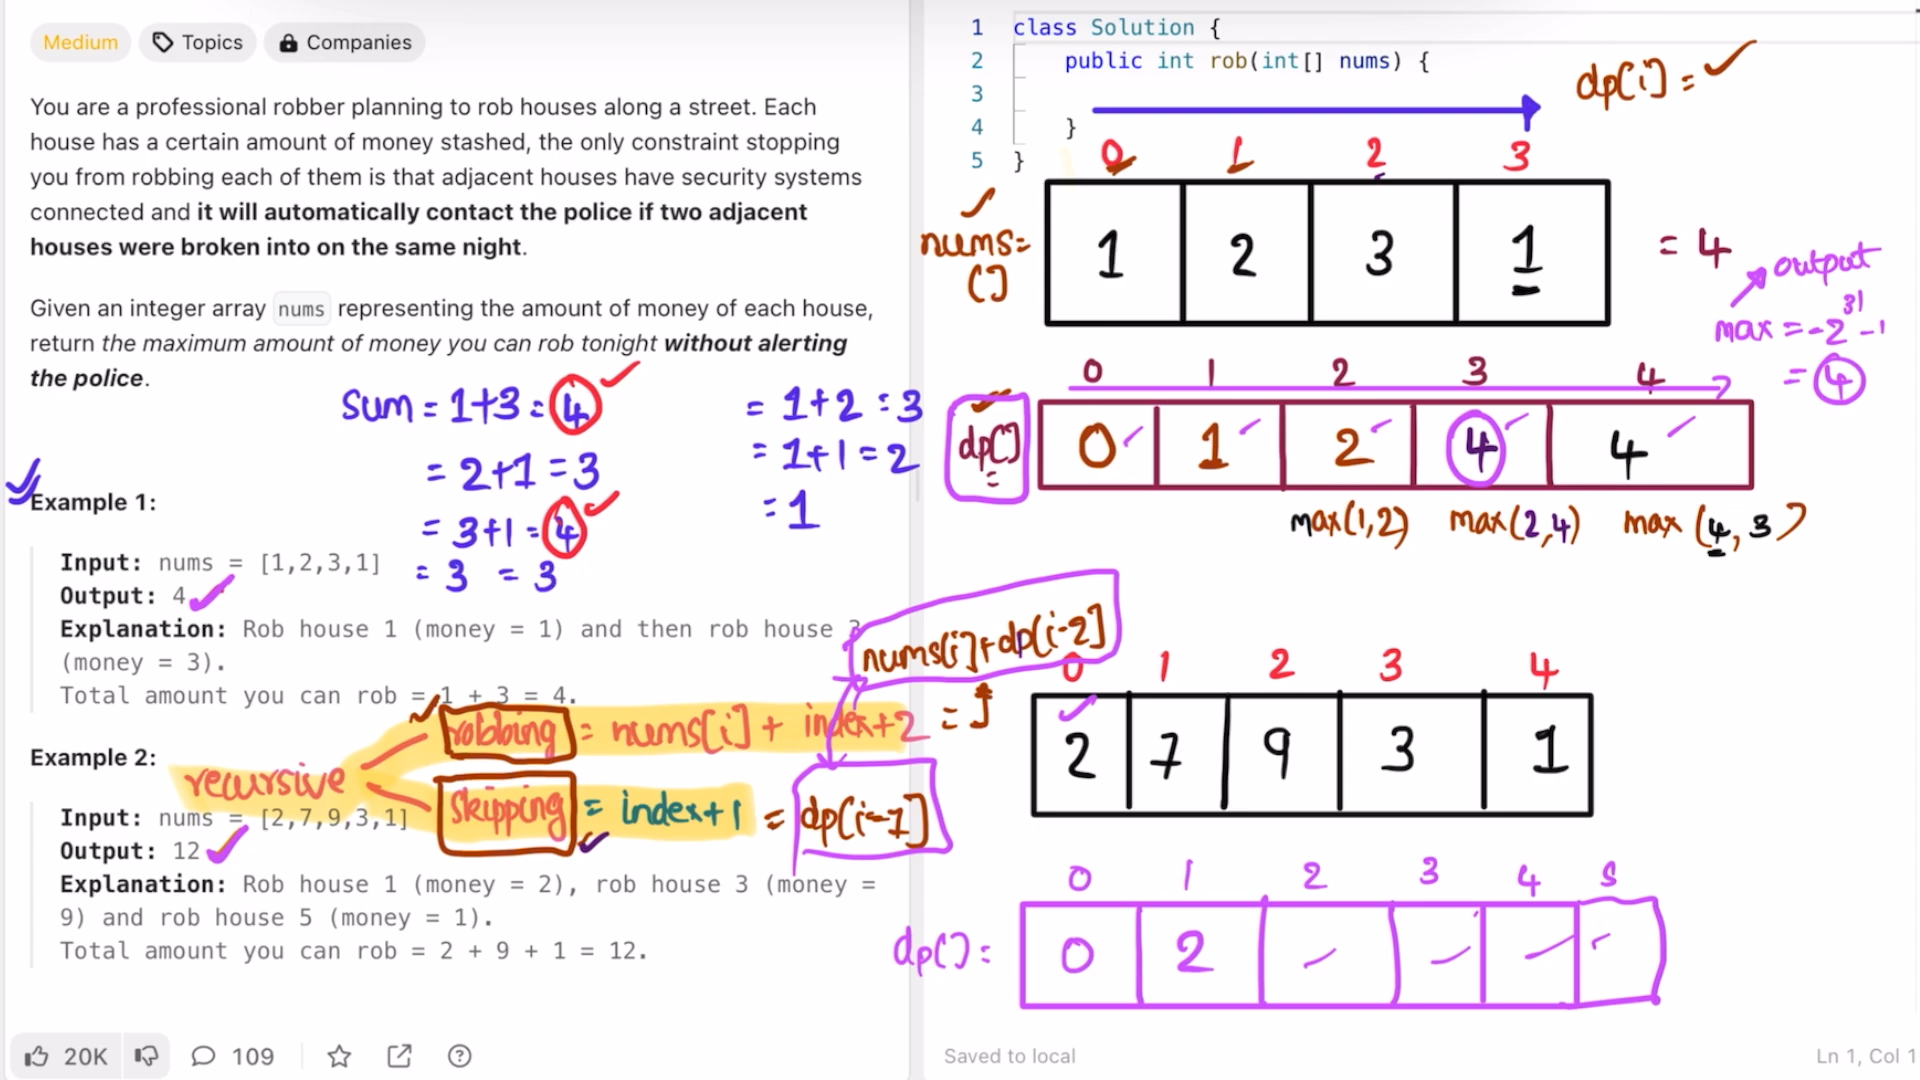 Medium Topics Companies
You are a professional robber planning to rob houses along a street. Each
house has a certain amount of money stashed, the only constraint stopping
you from robbing each of them is that adjacent houses have security systems
connected and it will automatically contact the police if two adjacent
houses were broken into on the same night.
Given an integer array nums representing the amount of money of each house,
return the maximum amount of money you can rob tonight without alerting
the police.
sum = 1+3 = 4
= 2+1 = 3
= 3+1 = 4
= 3 = 3
= 1+2 = 3
= 1+1 = 2
= 1
Example 1:
Input: nums = [1,2,3,1]
Output: 4
Explanation: Rob house 1 (money = 1) and then rob house
(money = 3).
Total amount you can rob = 1 + 3 = 4.
nums[i]+dp[i-2]
robbing = nums[i] + index+2 =
recursive
skipping = index+1 = dp[i-1]
Example 2:
Input: nums = [2,7,9,3,1]
Output: 12
Explanation: Rob house 1 (money = 2), rob house 3 (money =
9) and rob house 5 (money = 1).
Total amount you can rob = 2 + 9 + 1 = 12.
20K 109
1 class Solution {
2 public int rob(int[] nums) {
3
4 }
5 }
dp[i] =
0 1 2 3
nums=
[]
1 2 3 1
= 4
output
31
max = -2 -1
= 4
0 1 2 3 4
dp[] 0 1 2 4 4
max(1,2) max(2,4) max (4,3)
0 1 2 3 4
2 7 9 3 1
0 1 2 3 4 5
dp[]= 0 2
Saved to local Ln 1, Col 1